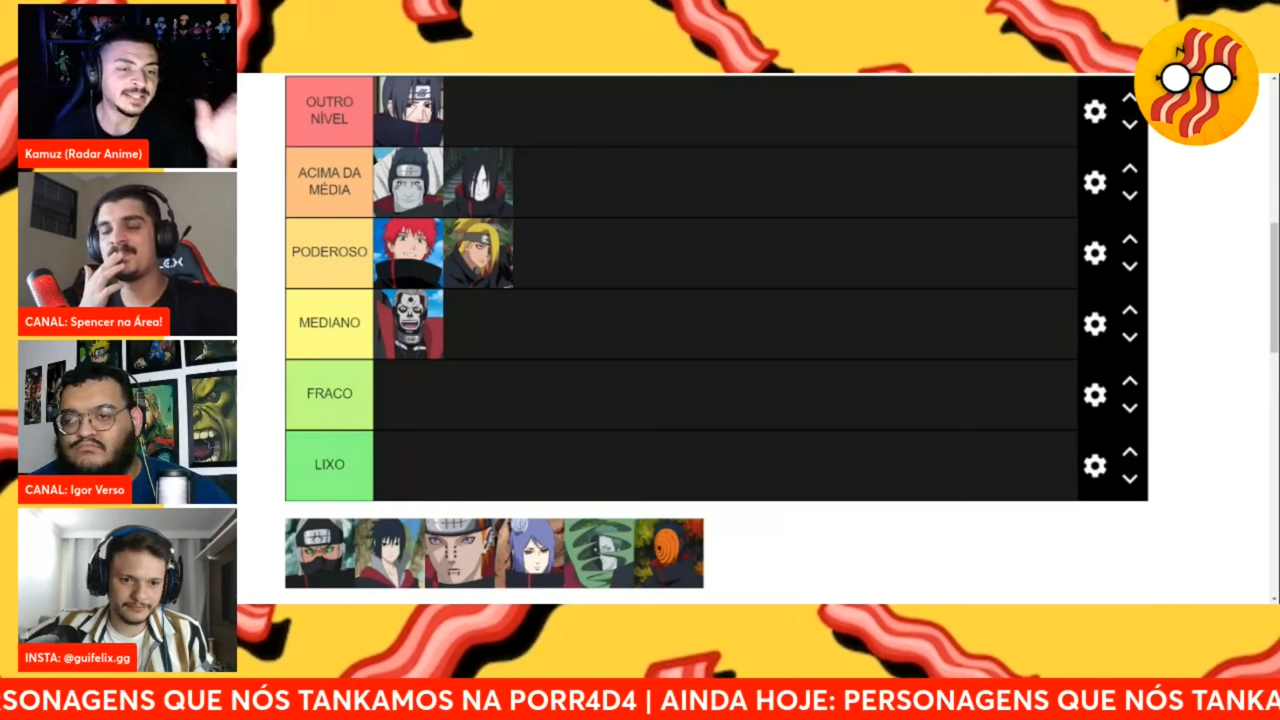 Kamuz (Radar Anime)
CANAL: Spencer na Área!
CANAL: Igor Verso
INSTA: @guifelix.gg
OUTRO
NÍVEL
ACIMA DA
MÉDIA
PODEROSO
MEDIANO
FRACO
LIXO
RSONAGENS QUE NÓS TANKAMOS NA PORR4D4 | AINDA HOJE: PERSONAGENS QUE NÓS TANKA